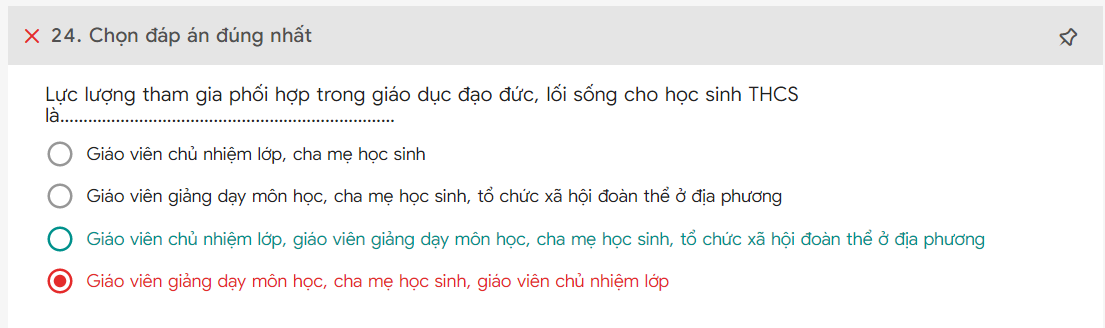 24. Chọn đáp án đúng nhất
Lực lượng tham gia phối hợp trong giáo dục đạo đức, lối sống cho học sinh THCS
là.........................................................................
Giáo viên chủ nhiệm lớp, cha mẹ học sinh
Giáo viên giảng dạy môn học, cha mẹ học sinh, tổ chức xã hội đoàn thể ở địa phương
Giáo viên chủ nhiệm lớp, giáo viên giảng dạy môn học, cha mẹ học sinh, tổ chức xã hội đoàn thể ở địa phương
Giáo viên giảng dạy môn học, cha mẹ học sinh, giáo viên chủ nhiệm lớp